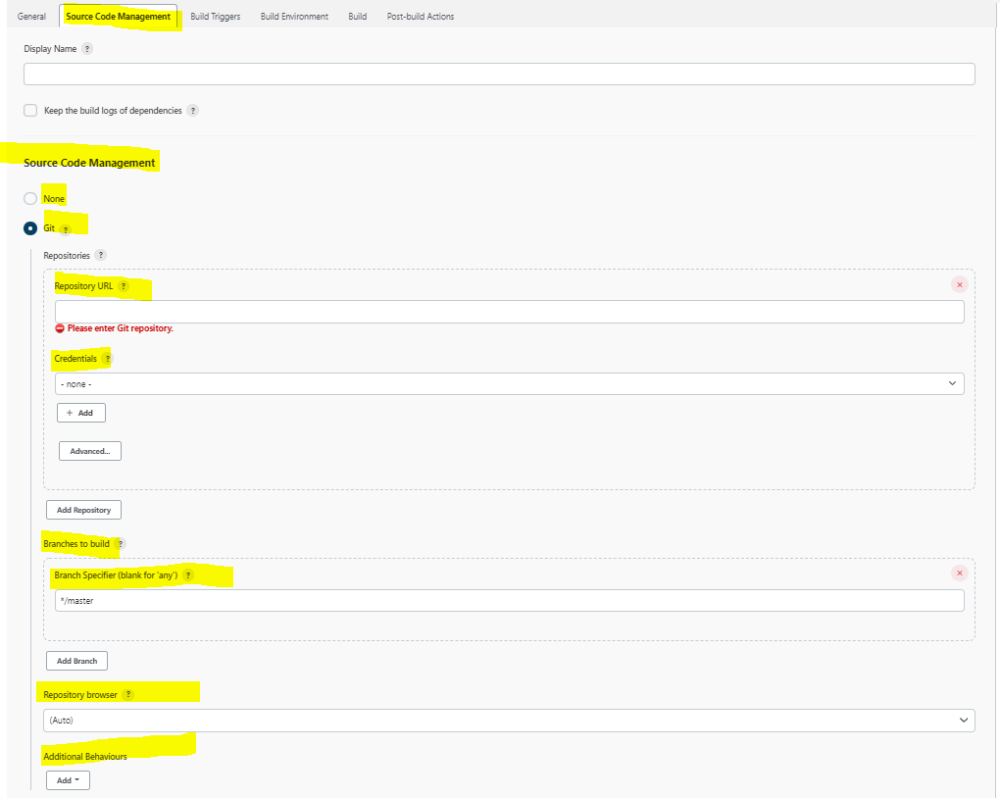 General Source Code Management Build Triggers Build Environment Build Post-build Actions
Display Name ?
Keep the build logs of dependencies ?
Source Code Management
None
Git ?
Repositories ?
Repository URL ?
Please enter Git repository.
Credentials ?
- none -
+ Add
Advanced...
Add Repository
Branches to build ?
Branch Specifier (blank for 'any') ?
*/master
Add Branch
Repository browser ?
(Auto)
Additional Behaviours
Add